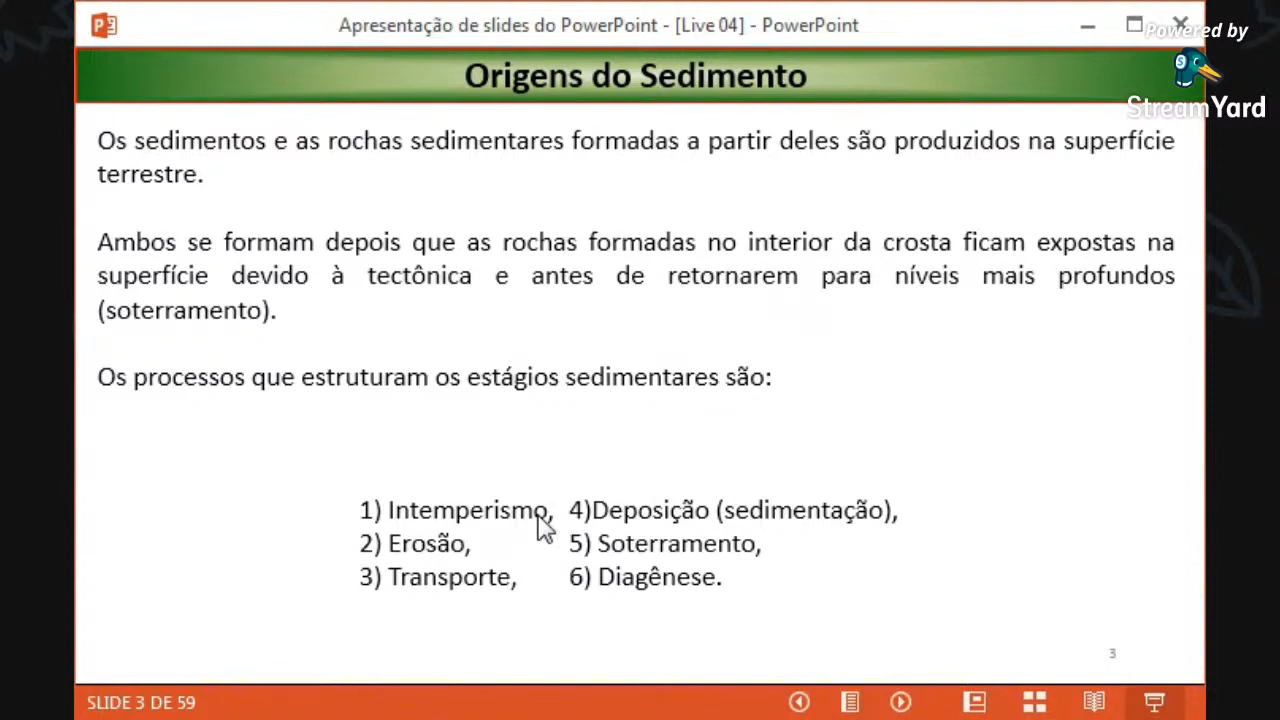 Apresentação de slides do PowerPoint - [Live 04] - PowerPoint
Powered by
StreamYard
Origens do Sedimento
Os sedimentos e as rochas sedimentares formadas a partir deles são produzidos na superfície
terrestre.
Ambos se formam depois que as rochas formadas no interior da crosta ficam expostas na
superfície devido à tectônica e antes de retornarem para níveis mais profundos
(soterramento).
Os processos que estruturam os estágios sedimentares são:
1) Intemperismo, 4)Deposição (sedimentação),
2) Erosão, 5) Soterramento,
3) Transporte, 6) Diagênese.
3
SLIDE 3 DE 59